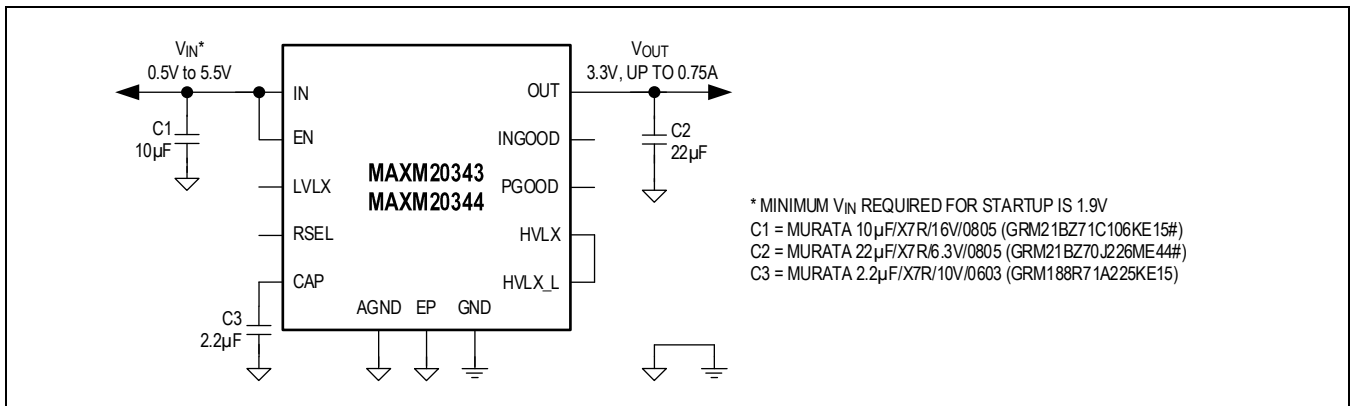 VIN*
0.5V to 5.5V
VOUT
3.3V, UP TO 0.75A
IN
OUT
C1
10µF
EN
INGOOD
C2
22µF
MAXM20343
MAXM20344
LVLX
PGOOD
RSEL
HVLX
CAP
HVLX_L
C3
2.2µF
AGND
EP
GND
* MINIMUM VIN REQUIRED FOR STARTUP IS 1.9V
C1 = MURATA 10µF/X7R/16V/0805 (GRM21BZ71C106KE15#)
C2 = MURATA 22µF/X7R/6.3V/0805 (GRM21BZ70J226ME44#)
C3 = MURATA 2.2µF/X7R/10V/0603 (GRM188R71A225KE15)